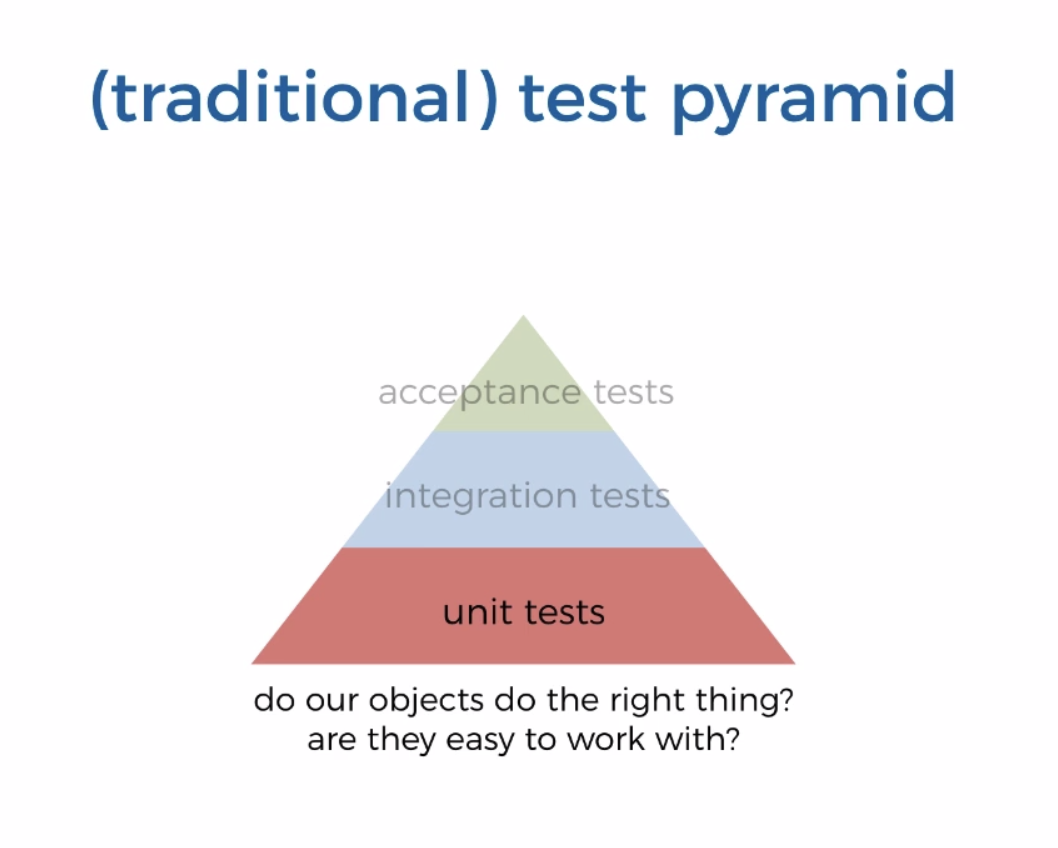 (traditional) test pyramid
acceptance tests
integration tests
unit tests
do our objects do the right thing?
are they easy to work with?